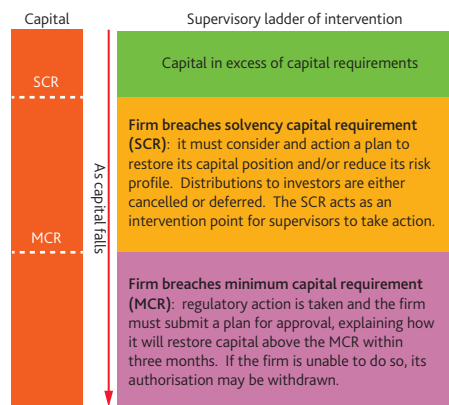 Capital
Supervisory ladder of intervention
SCR
MCR
As capital falls
Capital in excess of capital requirements
Firm breaches solvency capital requirement
(SCR): it must consider and action a plan to
restore its capital position and/or reduce its risk
profile. Distributions to investors are either
cancelled or deferred. The SCR acts as an
intervention point for supervisors to take action.
Firm breaches minimum capital requirement
(MCR): regulatory action is taken and the firm
must submit a plan for approval, explaining how
it will restore capital above the MCR within
three months. If the firm is unable to do so, its
authorisation may be withdrawn.